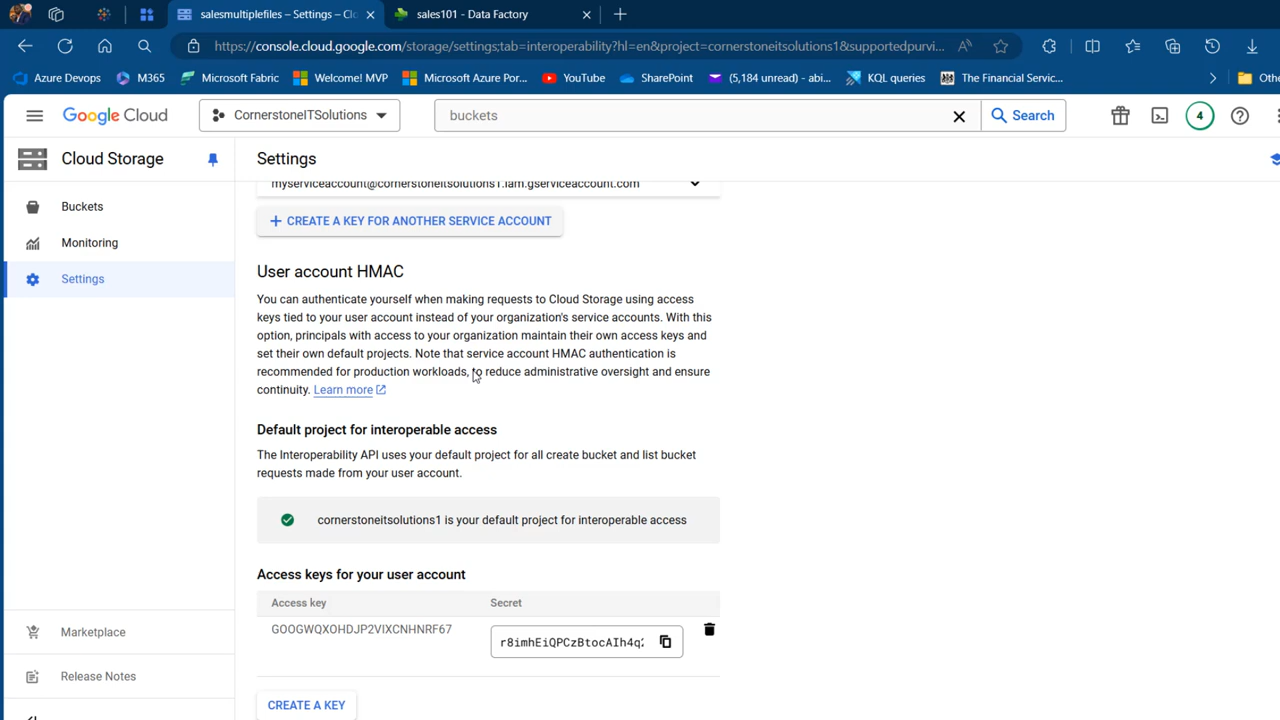 salesmultiplefiles – Settings – Clo
sales101 - Data Factory
https://console.cloud.google.com/storage/settings;tab=interoperability?hl=en&project=cornerstoneitsolutions1&supportedpurvi...
Azure Devops
M365
Microsoft Fabric
Welcome! MVP
Microsoft Azure Por...
YouTube
SharePoint
(5,184 unread) - abi...
KQL queries
The Financial Servic...
Othe
Google Cloud
CornerstoneITSolutions
buckets
Search
4
Cloud Storage
Settings
Buckets
Monitoring
Settings
Marketplace
Release Notes
myserviceaccount@cornerstoneitsolutions1.iam.gserviceaccount.com
+ CREATE A KEY FOR ANOTHER SERVICE ACCOUNT
User account HMAC
You can authenticate yourself when making requests to Cloud Storage using access
keys tied to your user account instead of your organization's service accounts. With this
option, principals with access to your organization maintain their own access keys and
set their own default projects. Note that service account HMAC authentication is
recommended for production workloads, to reduce administrative oversight and ensure
continuity. Learn more
Default project for interoperable access
The Interoperability API uses your default project for all create bucket and list bucket
requests made from your user account.
cornerstoneitsolutions1 is your default project for interoperable access
Access keys for your user account
Access key Secret
GOOGWQXOHDJP2VIXCNHNRF67
r8imhEiQPCzBtocAIh4q2
CREATE A KEY